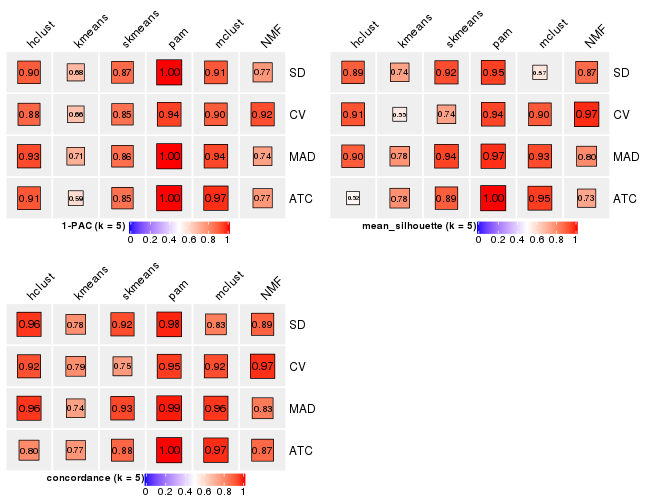 hclust kmeans skmeans pam mclust NMF
0.90 0.68 0.87 1.00 0.91 0.77 SD
0.88 0.66 0.85 0.94 0.90 0.92 CV
0.93 0.71 0.86 1.00 0.94 0.74 MAD
0.91 0.59 0.85 1.00 0.97 0.77 ATC
1-PAC (k = 5)
0 0.2 0.4 0.6 0.8 1
hclust kmeans skmeans pam mclust NMF
0.89 0.74 0.92 0.95 0.57 0.87 SD
0.91 0.55 0.74 0.94 0.90 0.97 CV
0.90 0.78 0.94 0.97 0.93 0.80 MAD
0.52 0.78 0.89 1.00 0.95 0.73 ATC
mean_silhouette (k = 5)
0 0.2 0.4 0.6 0.8 1
hclust kmeans skmeans pam mclust NMF
0.96 0.78 0.92 0.98 0.83 0.89 SD
0.92 0.79 0.75 0.95 0.92 0.97 CV
0.96 0.74 0.93 0.99 0.96 0.83 MAD
0.80 0.77 0.88 1.00 0.97 0.87 ATC
concordance (k = 5)
0 0.2 0.4 0.6 0.8 1